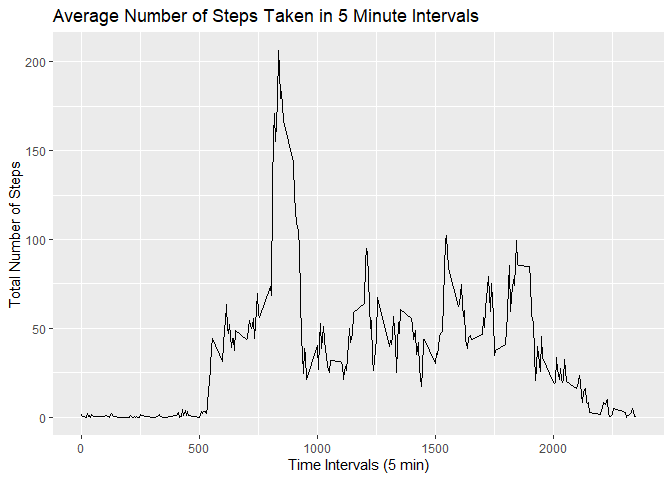 Average Number of Steps Taken in 5 Minute Intervals
Total Number of Steps
200
150
100
50
0
0 500 1000 1500 2000
Time Intervals (5 min)